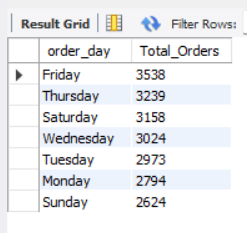 Result Grid Filter Rows:
order_day Total_Orders
Friday 3538
Thursday 3239
Saturday 3158
Wednesday 3024
Tuesday 2973
Monday 2794
Sunday 2624